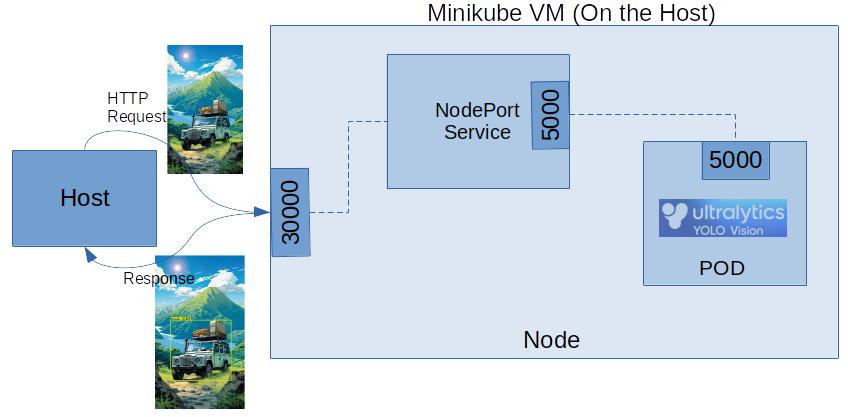 Minikube VM (On the Host)
HTTP
Request
NodePort
Service
5000
5000
Host
30000
ultralytics
YOLO Vision
POD
Response
Node